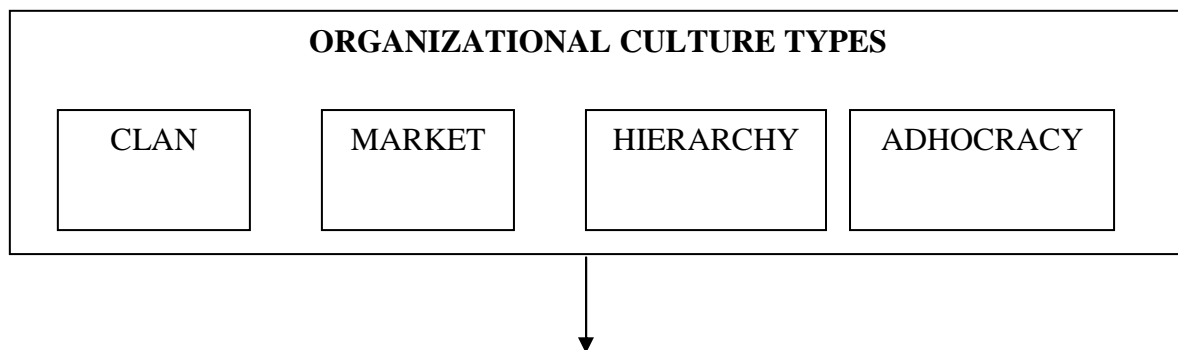 ORGANIZATIONAL CULTURE TYPES
CLAN
MARKET
HIERARCHY
ADHOCRACY